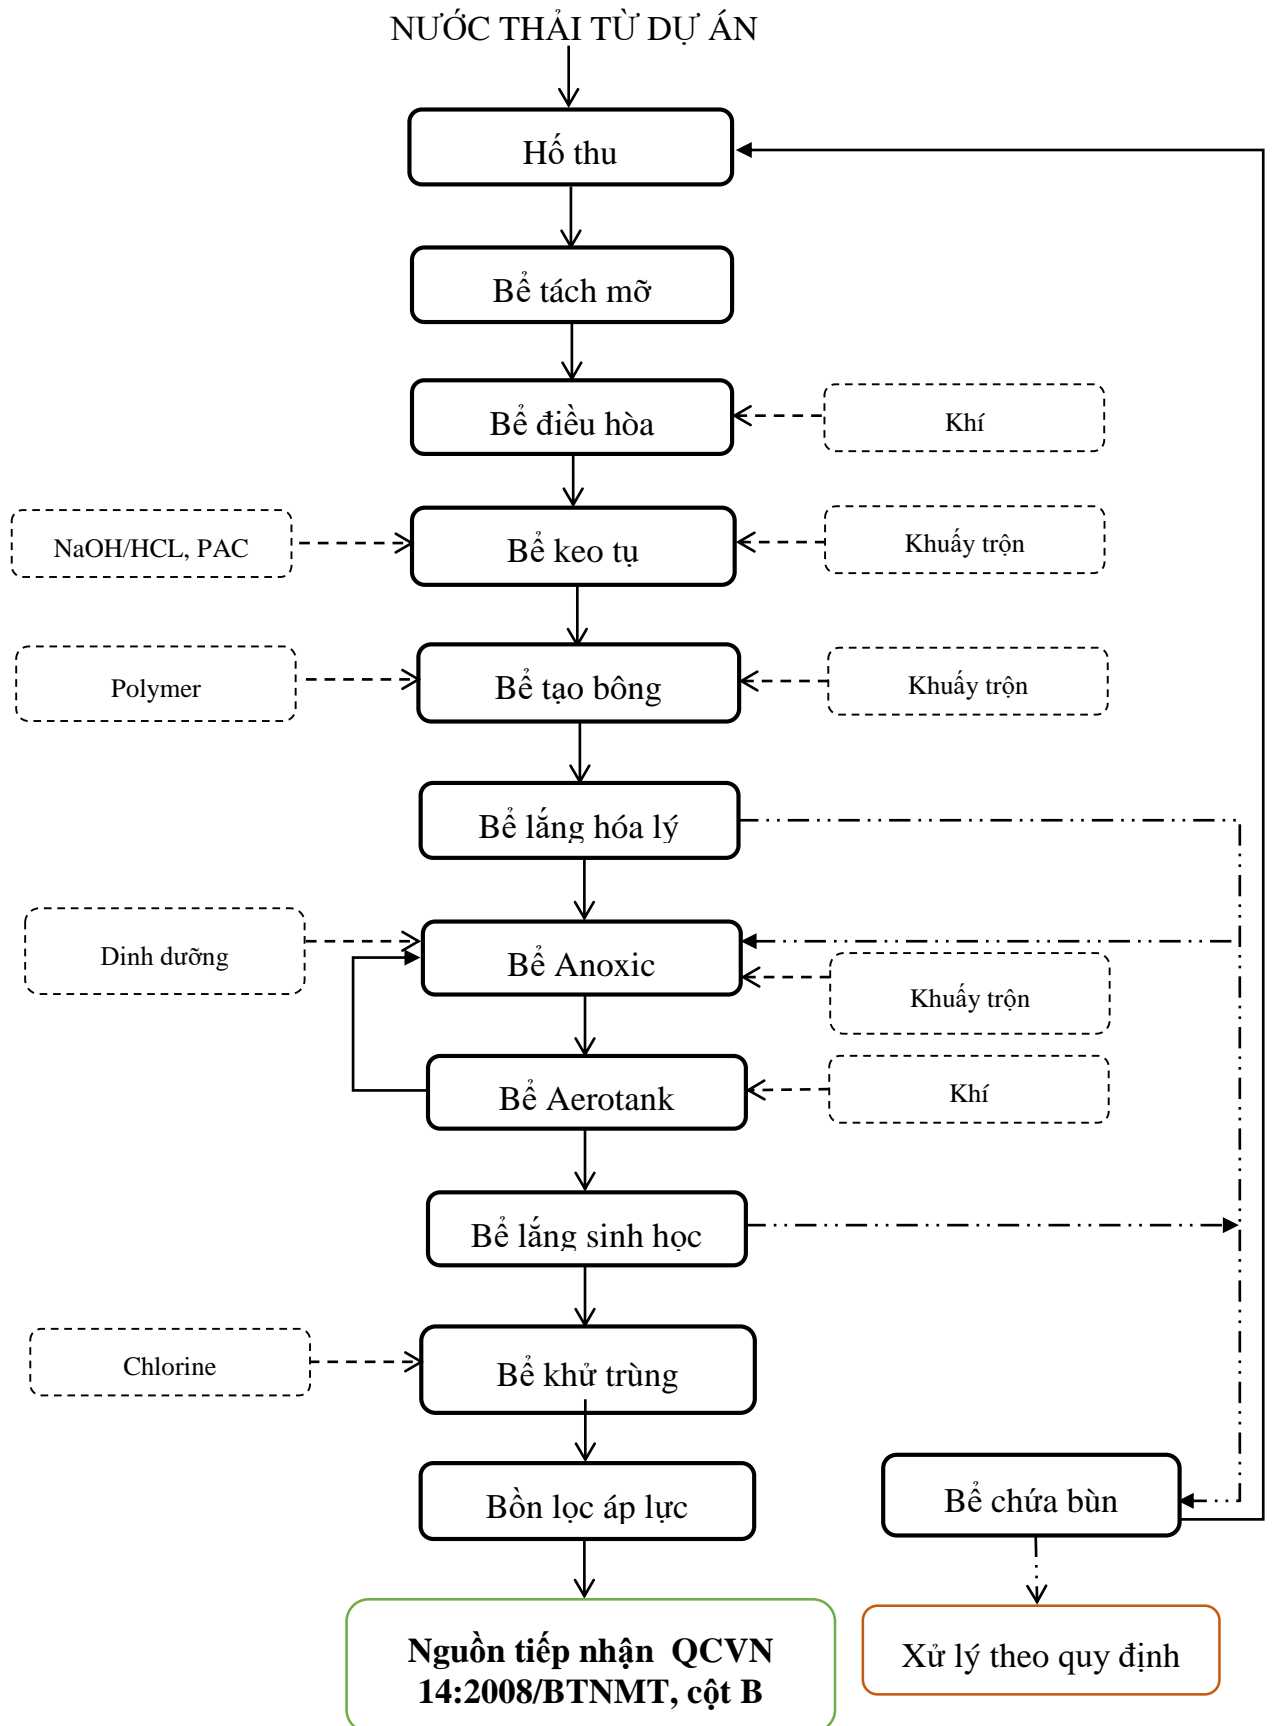 NƯỚC THẢI TỪ DỰ ÁN
Hố thu
Bể tách mỡ
Bể điều hòa
Khí
NaOH/HCL, PAC
Bể keo tụ
Khuấy trộn
Polymer
Bể tạo bông
Khuấy trộn
Bể lắng hóa lý
Dinh dưỡng
Bể Anoxic
Khuấy trộn
Bể Aerotank
Khí
Bể lắng sinh học
Chlorine
Bể khử trùng
Bồn lọc áp lực
Bể chứa bùn
Nguồn tiếp nhận QCVN
14:2008/BTNMT, cột B
Xử lý theo quy định